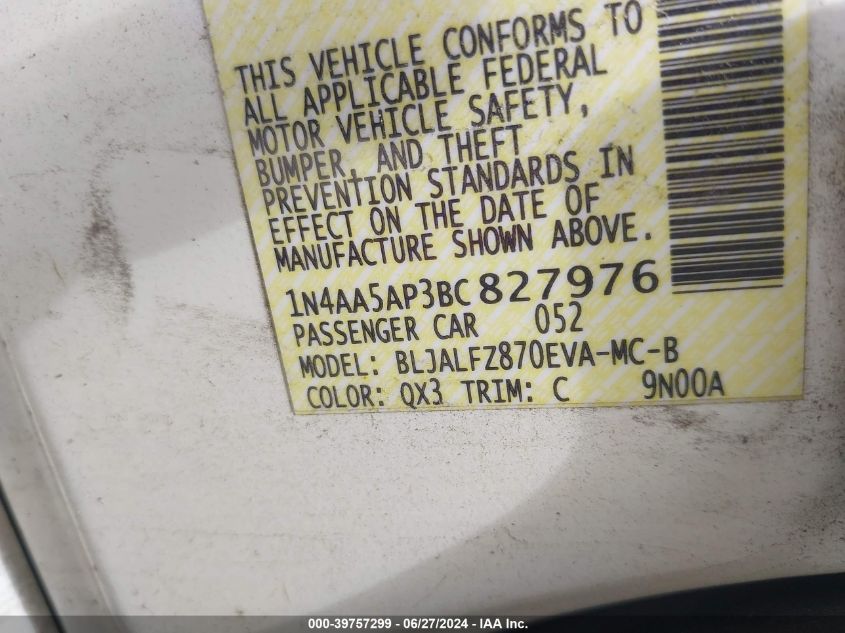 THIS VEHICLE CONFORMS TO
ALL APPLICABLE FEDERAL
MOTOR VEHICLE SAFETY,
BUMPER, AND THEFT
PREVENTION STANDARDS IN
EFFECT ON THE DATE OF
MANUFACTURE SHOWN ABOVE.
1N4AA5AP3BC827976
PASSENGER CAR 052
MODEL: BLJALFZ870EVA-MC-B
COLOR: QX3 TRIM: C 9N00A
000-39757299 - 06/27/2024 - IAA Inc.